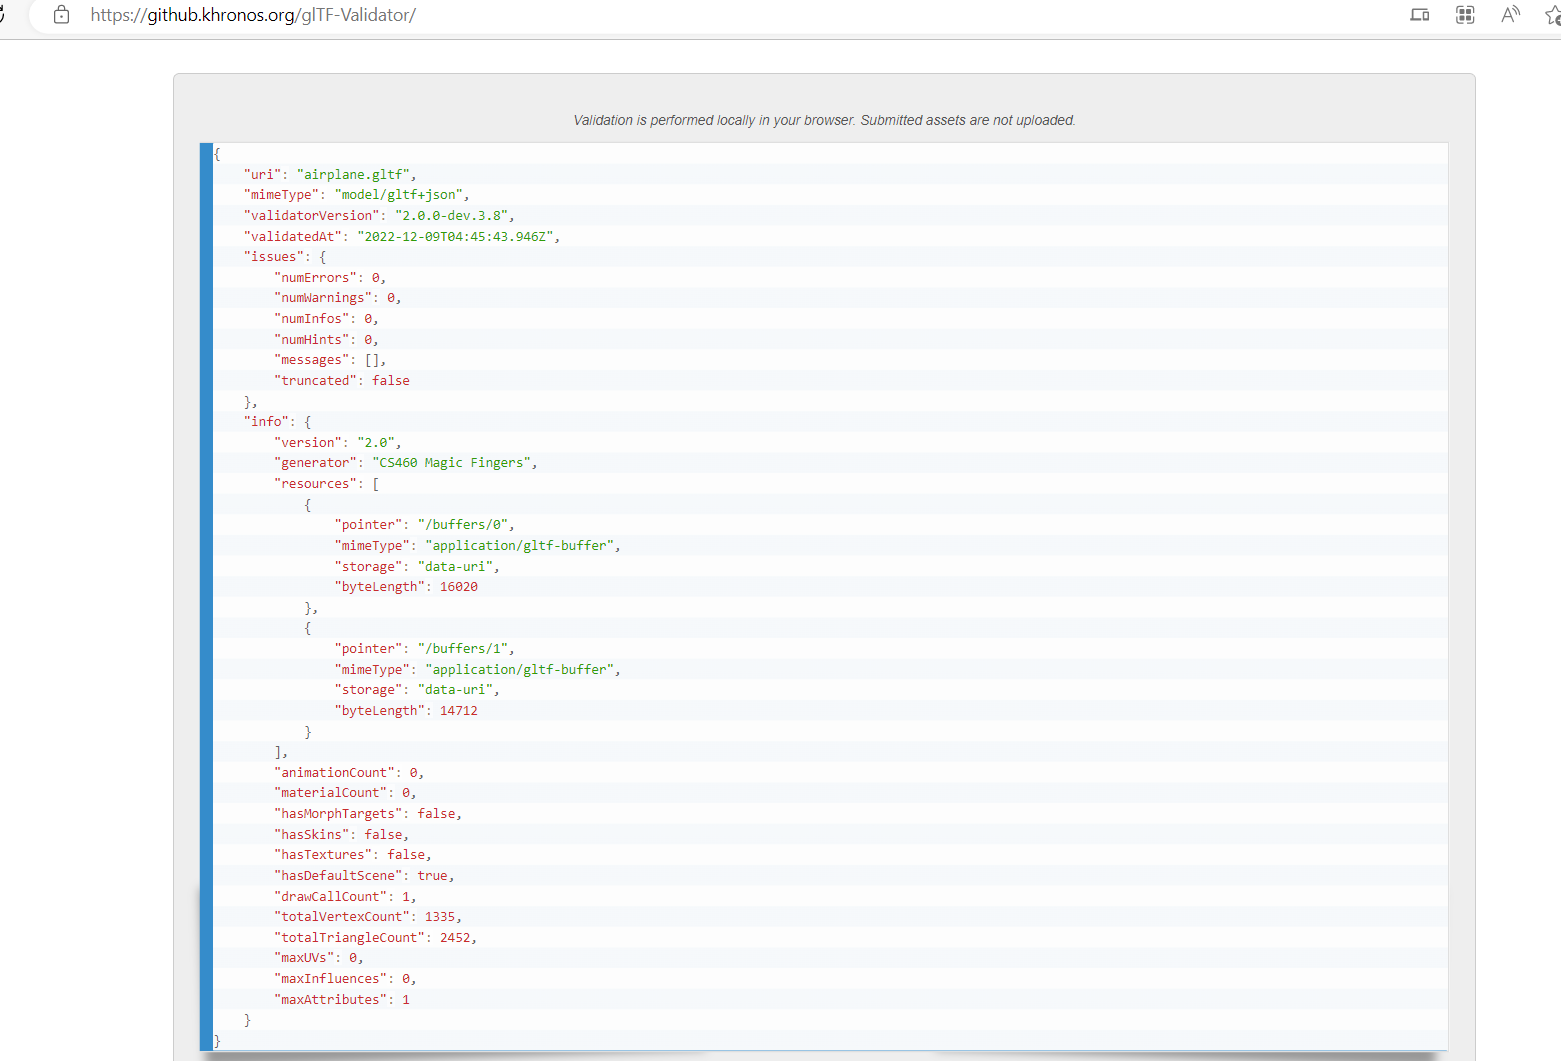 https://github.khronos.org/glTF-Validator/
Validation is performed locally in your browser. Submitted assets are not uploaded.
{
    "uri": "airplane.gltf",
    "mimeType": "model/gltf+json",
    "validatorVersion": "2.0.0-dev.3.8",
    "validatedAt": "2022-12-09T04:45:43.946Z",
    "issues": {
        "numErrors": 0,
        "numWarnings": 0,
        "numInfos": 0,
        "numHints": 0,
        "messages": [],
        "truncated": false
    },
    "info": {
        "version": "2.0",
        "generator": "CS460 Magic Fingers",
        "resources": [
            {
                "pointer": "/buffers/0",
                "mimeType": "application/gltf-buffer",
                "storage": "data-uri",
                "byteLength": 16020
            },
            {
                "pointer": "/buffers/1",
                "mimeType": "application/gltf-buffer",
                "storage": "data-uri",
                "byteLength": 14712
            }
        ],
        "animationCount": 0,
        "materialCount": 0,
        "hasMorphTargets": false,
        "hasSkins": false,
        "hasTextures": false,
        "hasDefaultScene": true,
        "drawCallCount": 1,
        "totalVertexCount": 1335,
        "totalTriangleCount": 2452,
        "maxUVs": 0,
        "maxInfluences": 0,
        "maxAttributes": 1
    }
}